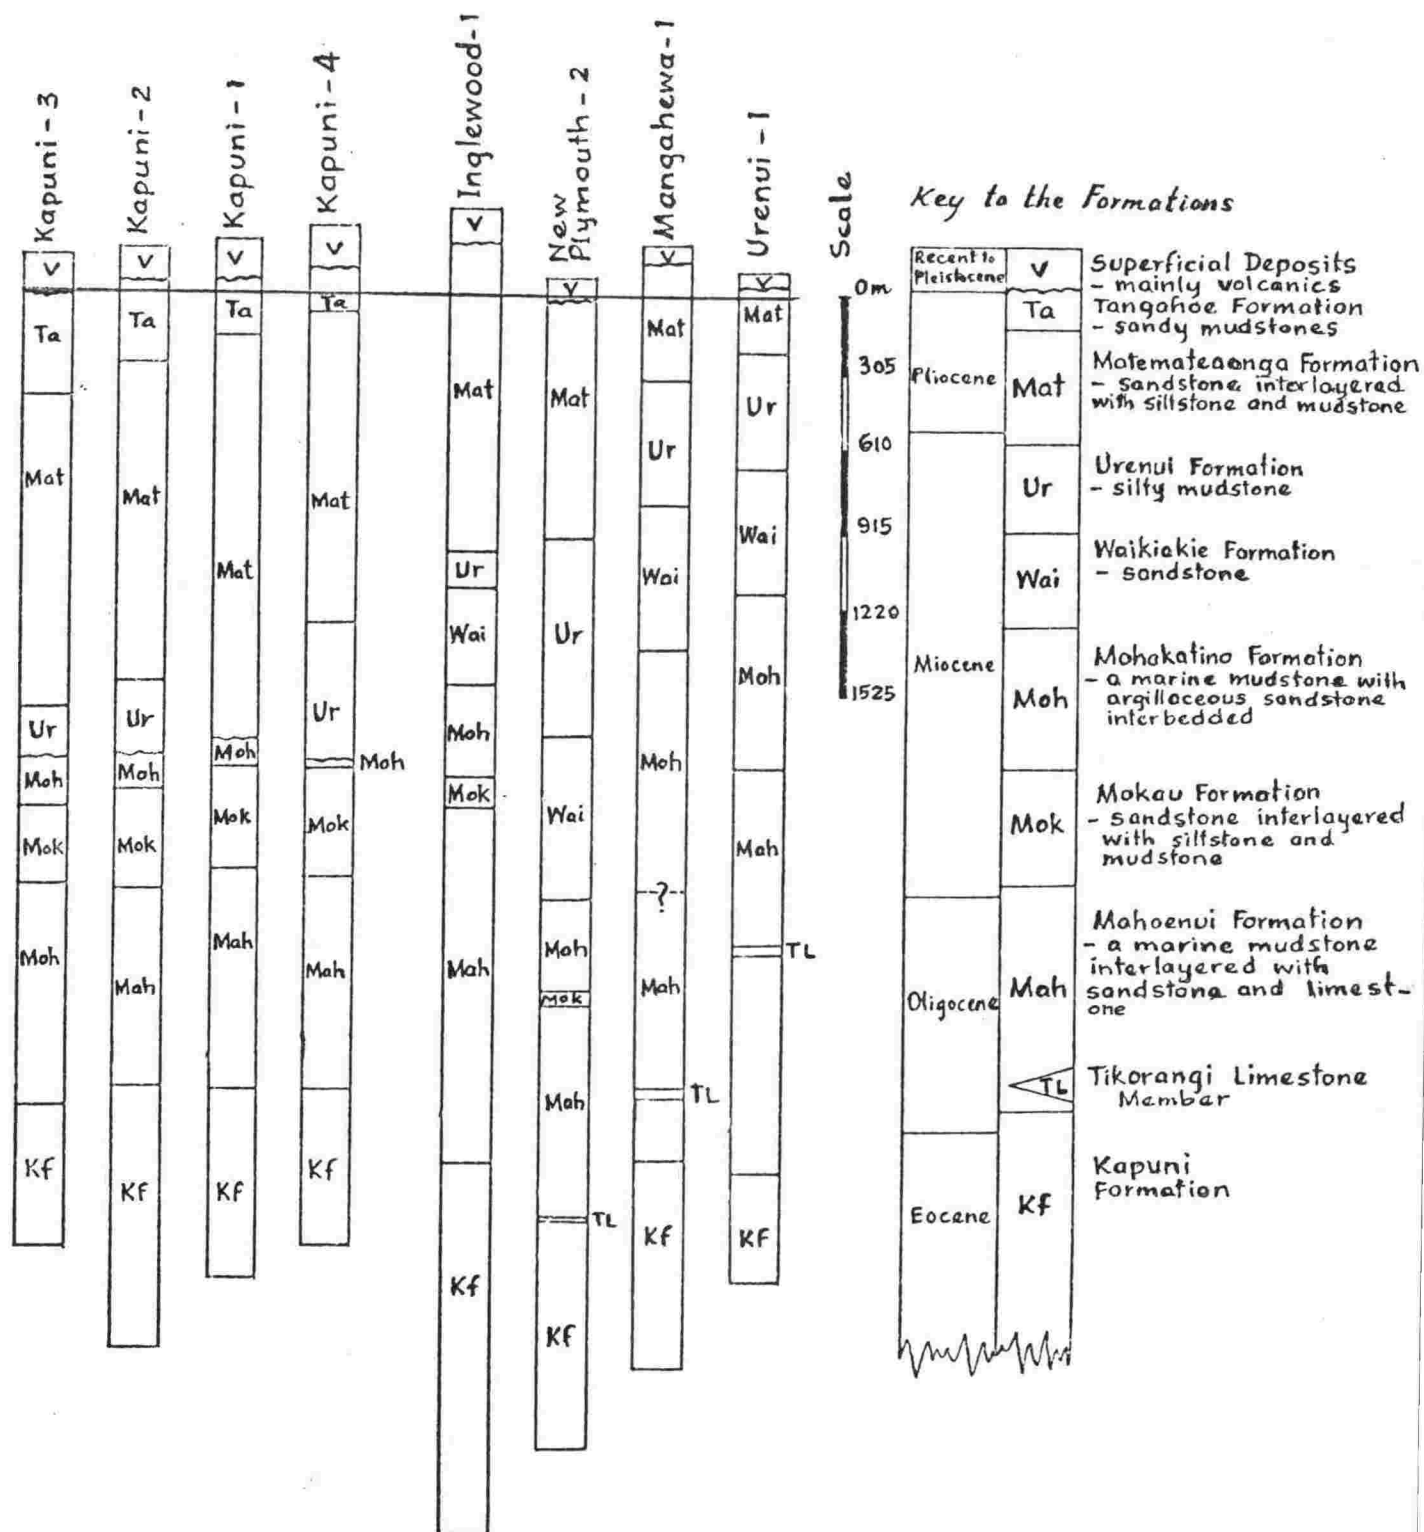 Kapuni-3
Kapuni-2
Kapuni-1
Kapuni-4
Inglewood-1
New
Plymouth-2
Mangahewa-1
Urenui-1
Scale
V
Ta
Mat
Ur
Moh
Mok
Moh
Kf
V
Ta
Mat
Ur
Moh
Mok
Mah
Kf
V
Ta
Mat
Moh
Mok
Mah
Kf
V
Ta
Mat
Ur
Moh
Mok
Mah
Kf
V
Mat
Ur
Wai
Moh
Mok
Mah
Kf
V
Mat
Ur
Wai
Moh
Mok
Mah
TL
Kf
V
Mat
Ur
Wai
Moh
?
Mah
TL
Kf
V
Mat
Ur
Wai
Moh
Mah
TL
Kf
0m
305
610
915
1220
1525
Key to the Formations
Recent to
Pleistocene
Pliocene
Miocene
Oligocene
Eocene
V
Ta
Mat
Ur
Wai
Moh
Mok
Mah
TL
Kf
Superficial Deposits
- mainly volcanics
Tangahoe Formation
- sandy mudstones
Matemateaonga Formation
- sandstone interlayered
with siltstone and mudstone
Urenui Formation
- silty mudstone
Waikiekie Formation
- sandstone
Mohakatino Formation
- a marine mudstone with
argillaceous sandstone
interbedded
Mokau Formation
- sandstone interlayered
with siltstone and
mudstone
Mahoenui Formation
- a marine mudstone
interlayered with
sandstone and limest-
one
Tikorangi Limestone
Member
Kapuni
Formation